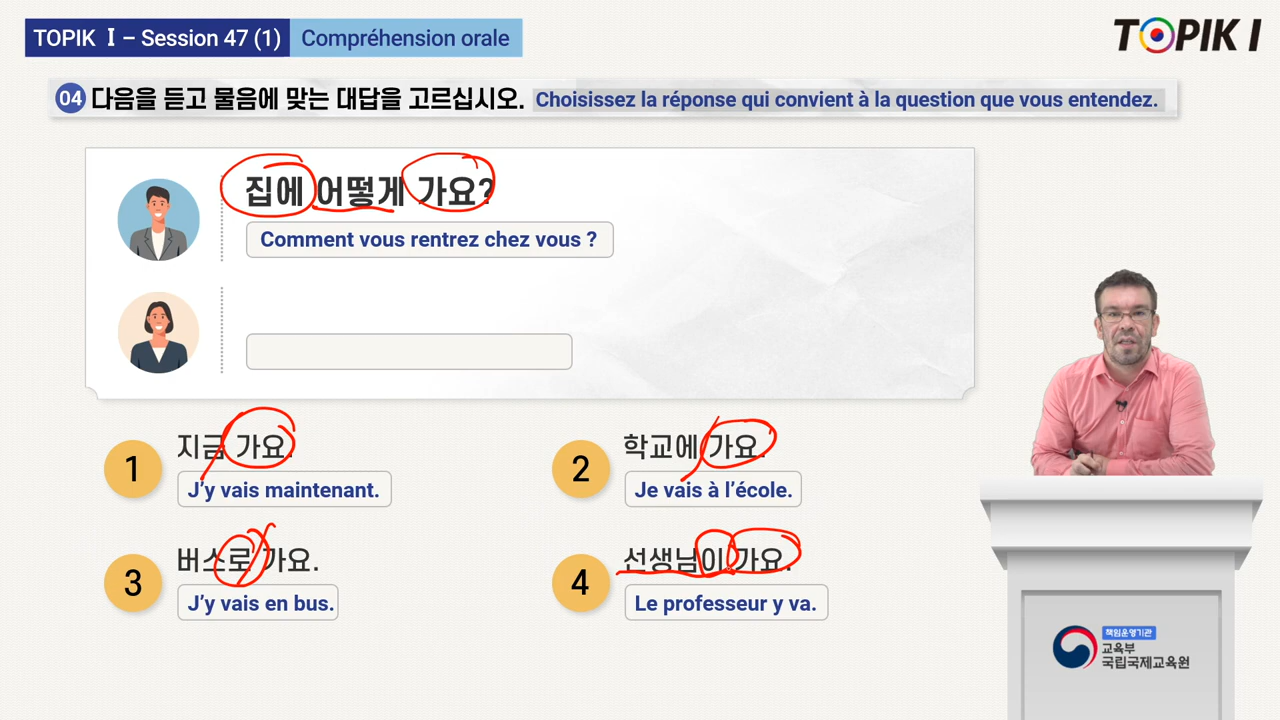 TOPIK Ⅰ – Session 47 (1) Compréhension orale
TOPIK I
04 다음을 듣고 물음에 맞는 대답을 고르십시오. Choisissez la réponse qui convient à la question que vous entendez.
집에 어떻게 가요?
Comment vous rentrez chez vous ?
1 지금 가요.
J'y vais maintenant.
2 학교에 가요.
Je vais à l'école.
3 버스로 가요.
J'y vais en bus.
4 선생님이 가요.
Le professeur y va.
책임운영기관
교육부
국립국제교육원